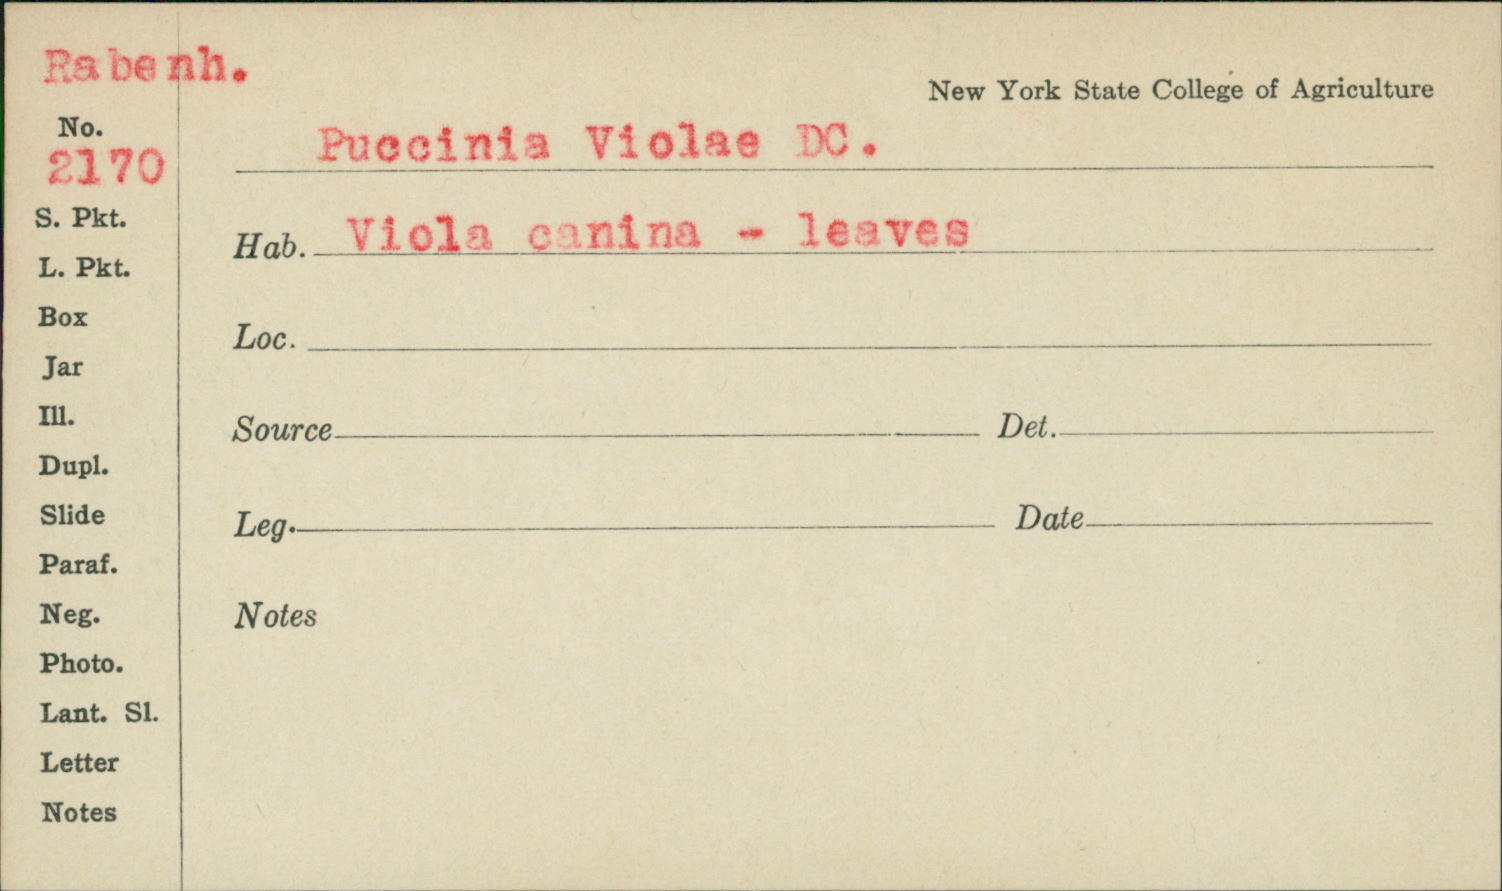 Rabenh.
New York State College of Agriculture
No.
2170
Puccinia Violae DC.
S. Pkt.
Hab. Viola canina - leaves
L. Pkt.
Box
Loc.
Jar
Ill.
Source Det.
Dupl.
Slide
Leg. Date
Paraf.
Neg.
Notes
Photo.
Lant. Sl.
Letter
Notes